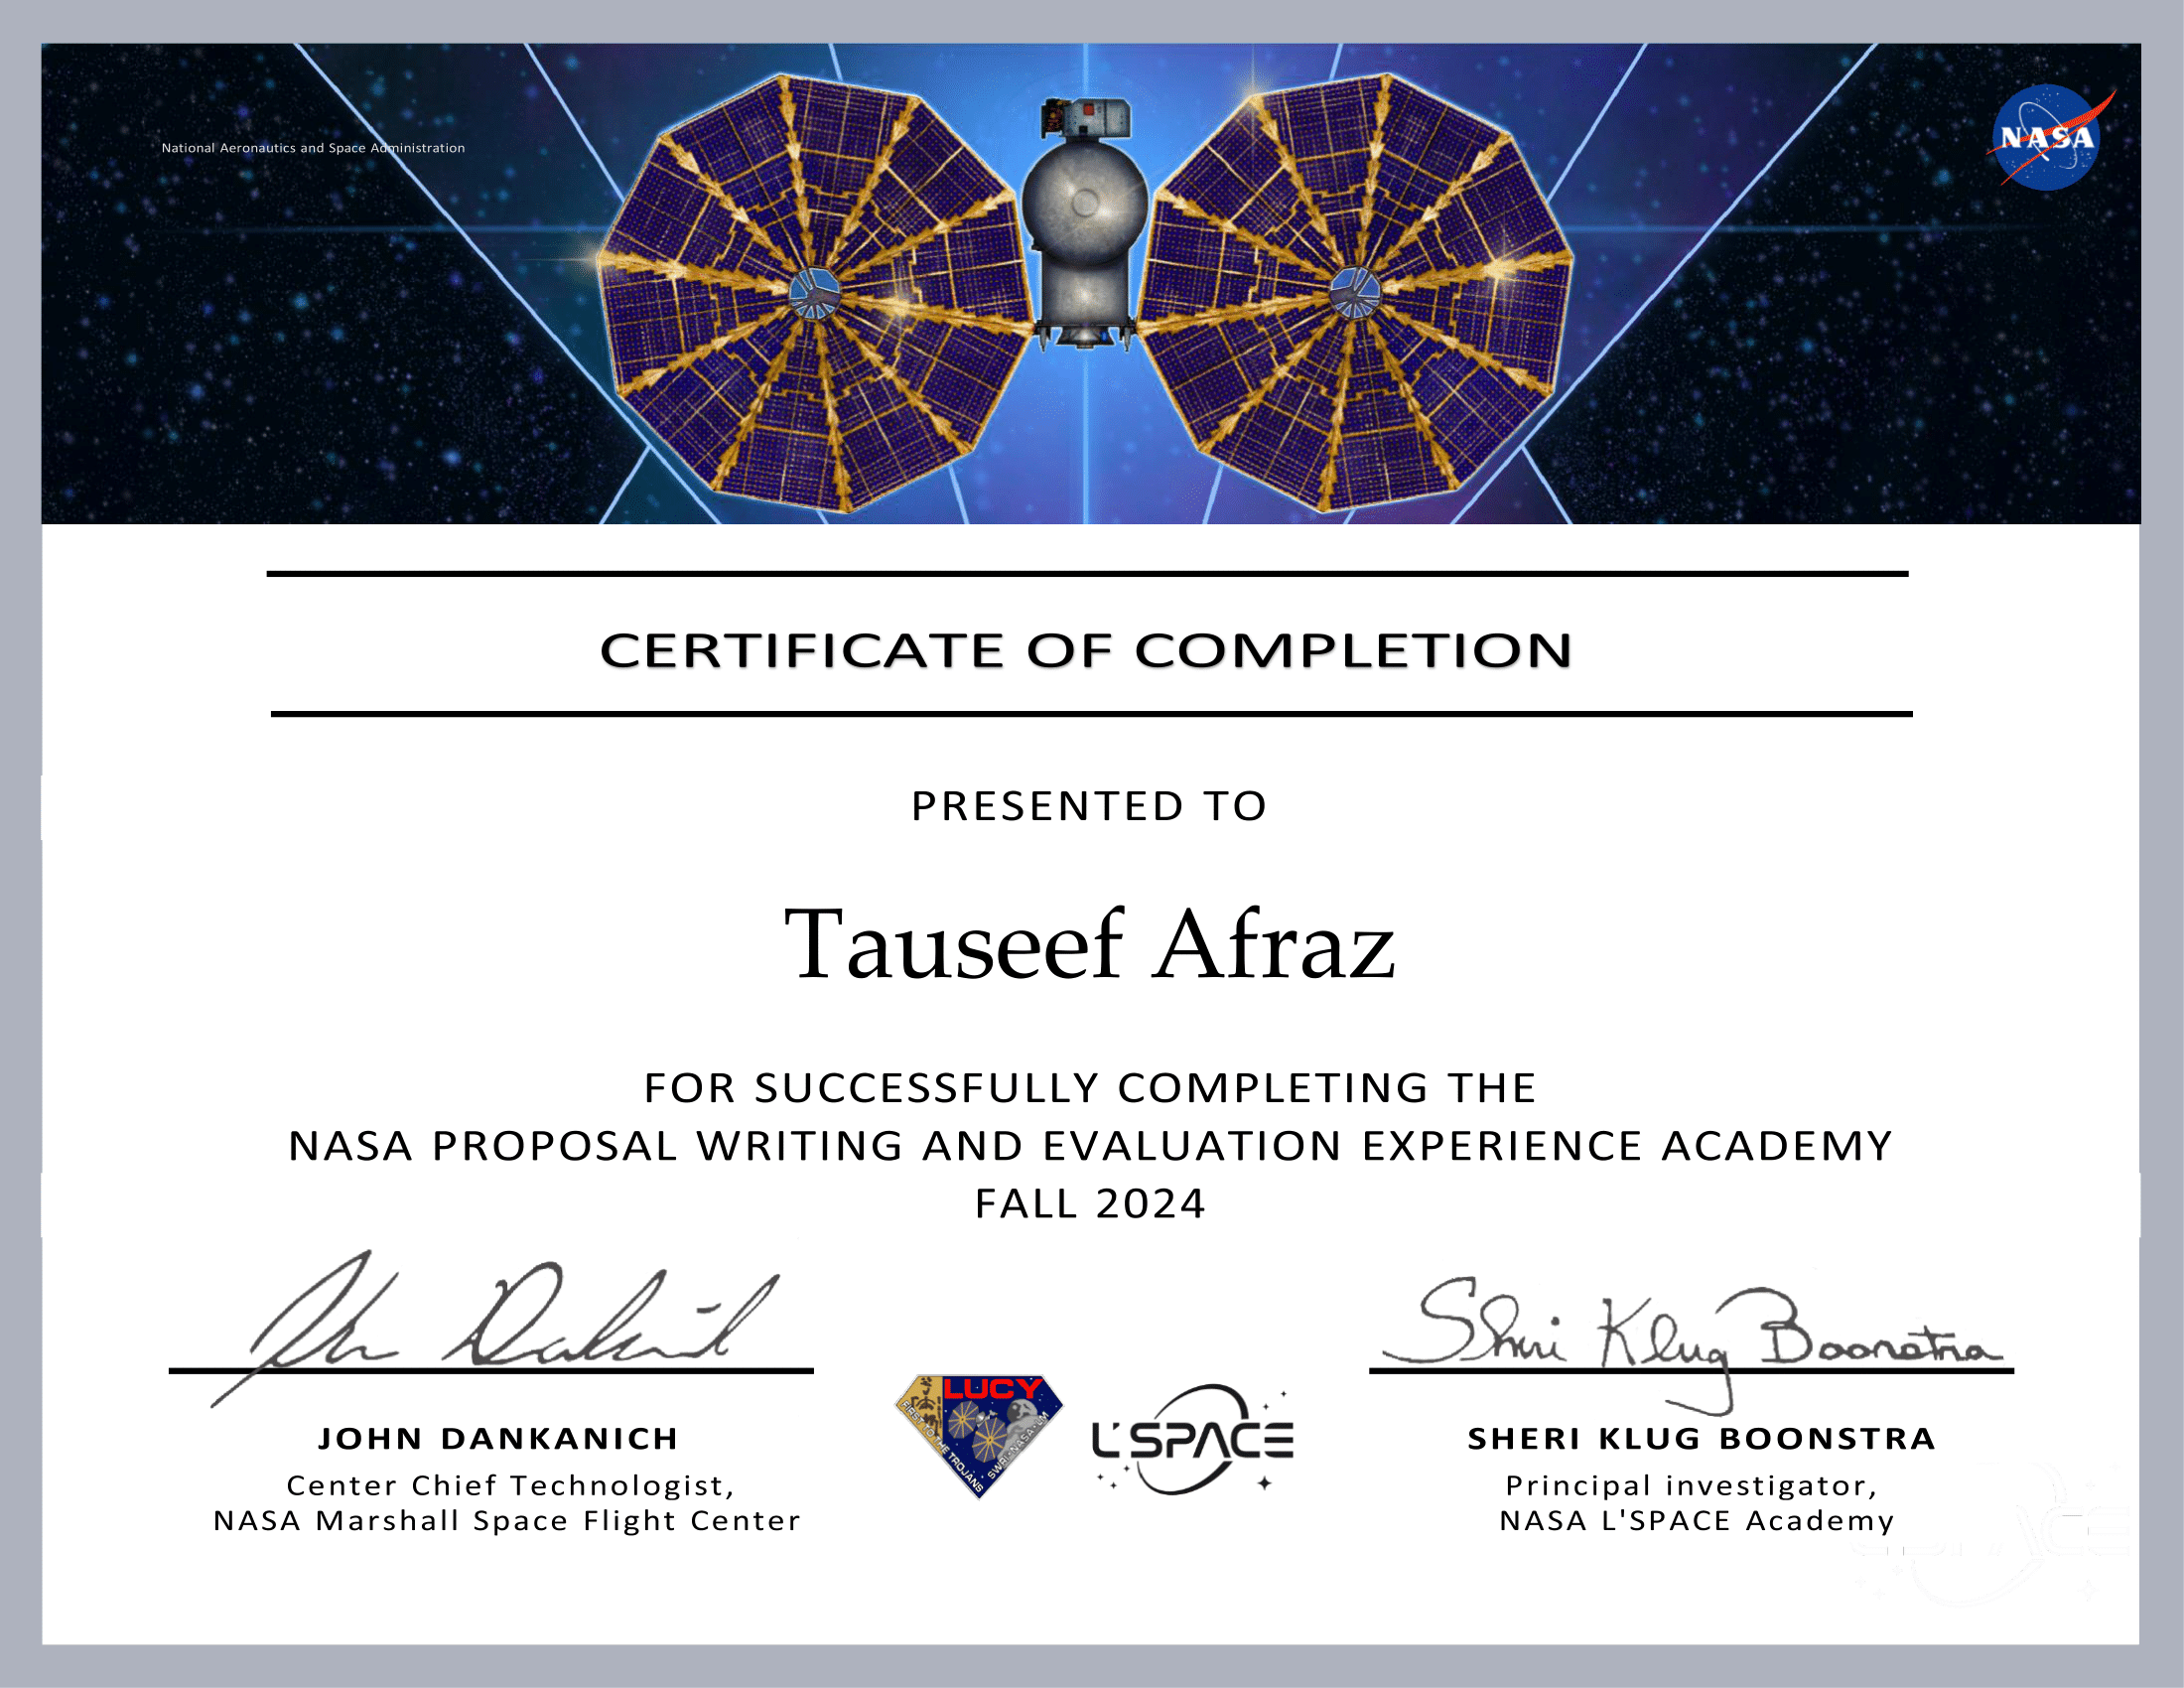 National Aeronautics and Space Administration
NASA
CERTIFICATE OF COMPLETION
PRESENTED TO
Tauseef Afraz
FOR SUCCESSFULLY COMPLETING THE
NASA PROPOSAL WRITING AND EVALUATION EXPERIENCE ACADEMY
FALL 2024
Sheri Klug Boonstra
JOHN DANKANICH
Center Chief Technologist,
NASA Marshall Space Flight Center
LUCY
FIRST TO THE TROJANS
SWRI·NASA·LM
L'SPACE
SHERI KLUG BOONSTRA
Principal investigator,
NASA L'SPACE Academy